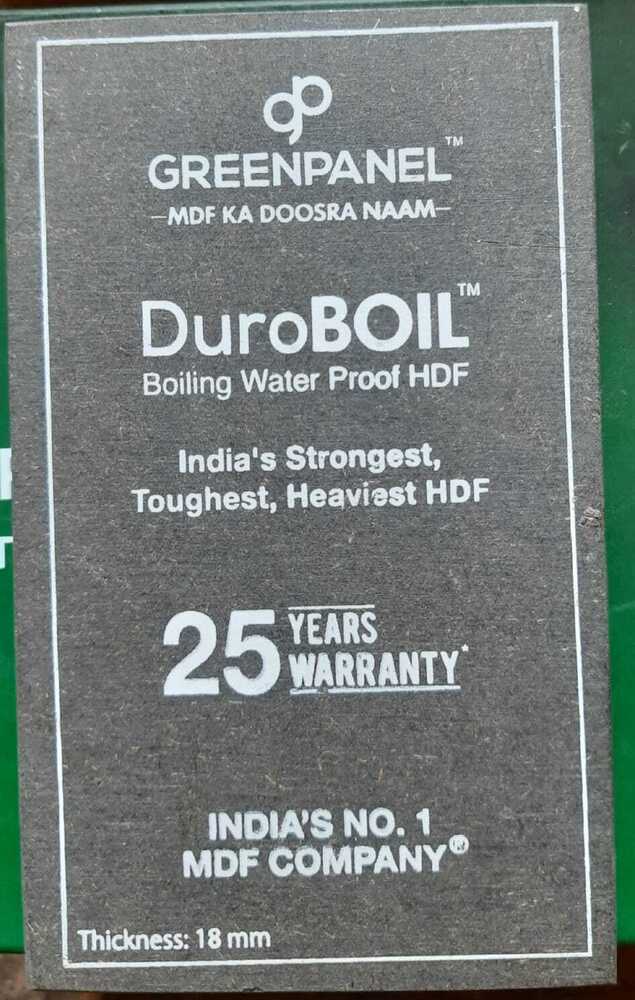 gp
GREENPANEL™
—MDF KA DOOSRA NAAM—
DuroBOIL™
Boiling Water Proof HDF
India's Strongest,
Toughest, Heaviest HDF
25 YEARS
WARRANTY*
INDIA'S NO. 1
MDF COMPANY®
Thickness: 18 mm